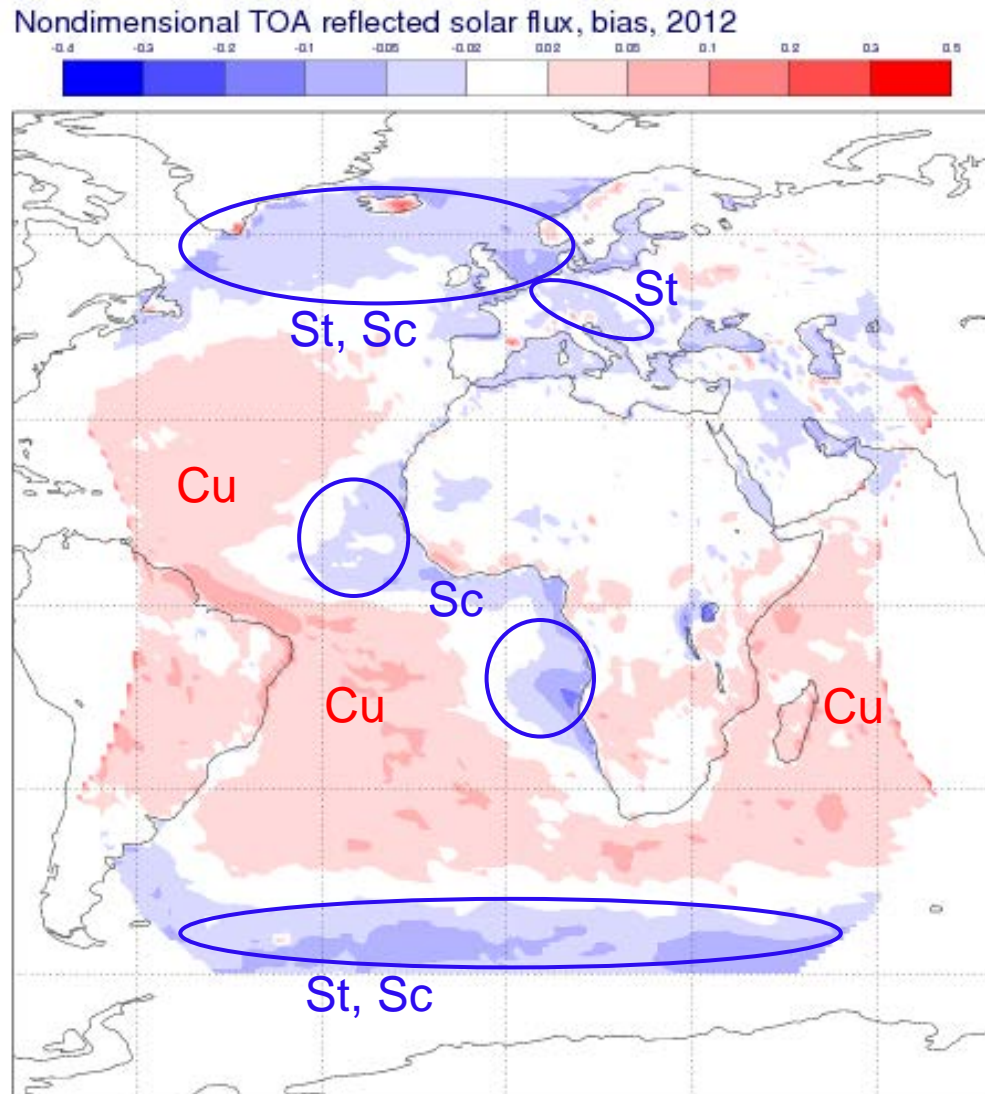 Nondimensional TOA reflected solar flux, bias, 2012
-0.4 -0.3 -0.2 -0.1 -0.05 -0.02 0.02 0.05 0.1 0.2 0.3 0.5
St
St, Sc
Cu
Sc
Cu
Cu
St, Sc